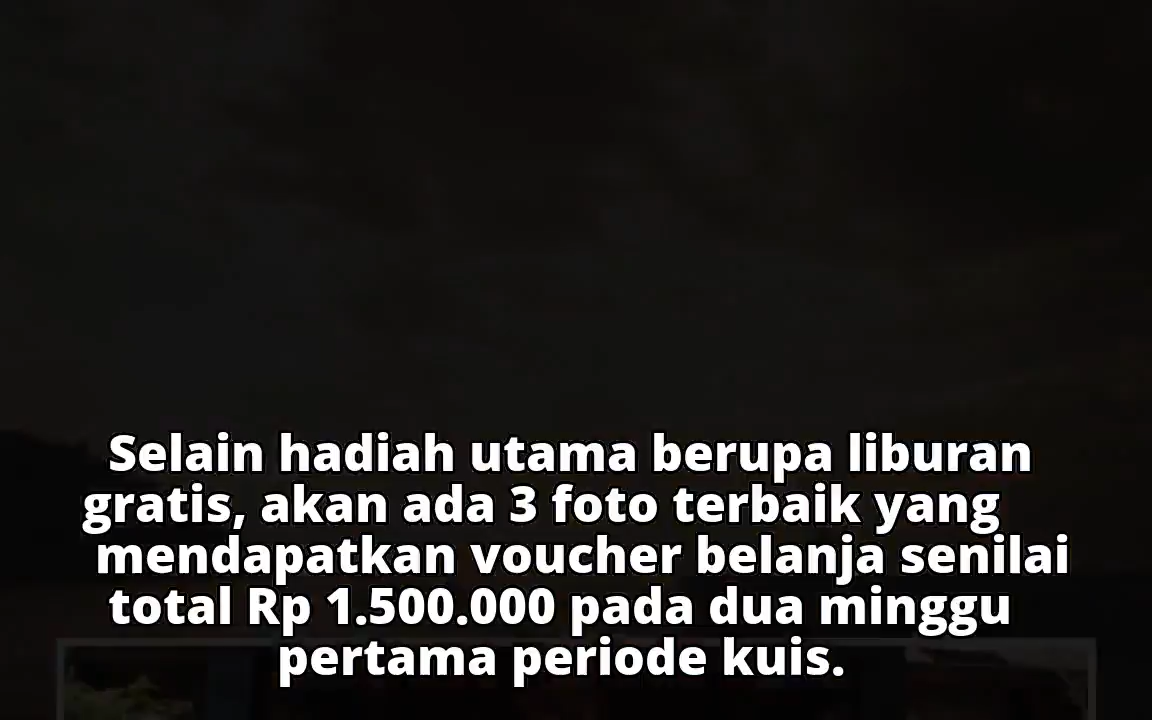 Selain hadiah utama berupa liburan
gratis, akan ada 3 foto terbaik yang
mendapatkan voucher belanja senilai
total Rp 1.500.000 pada dua minggu
pertama periode kuis.